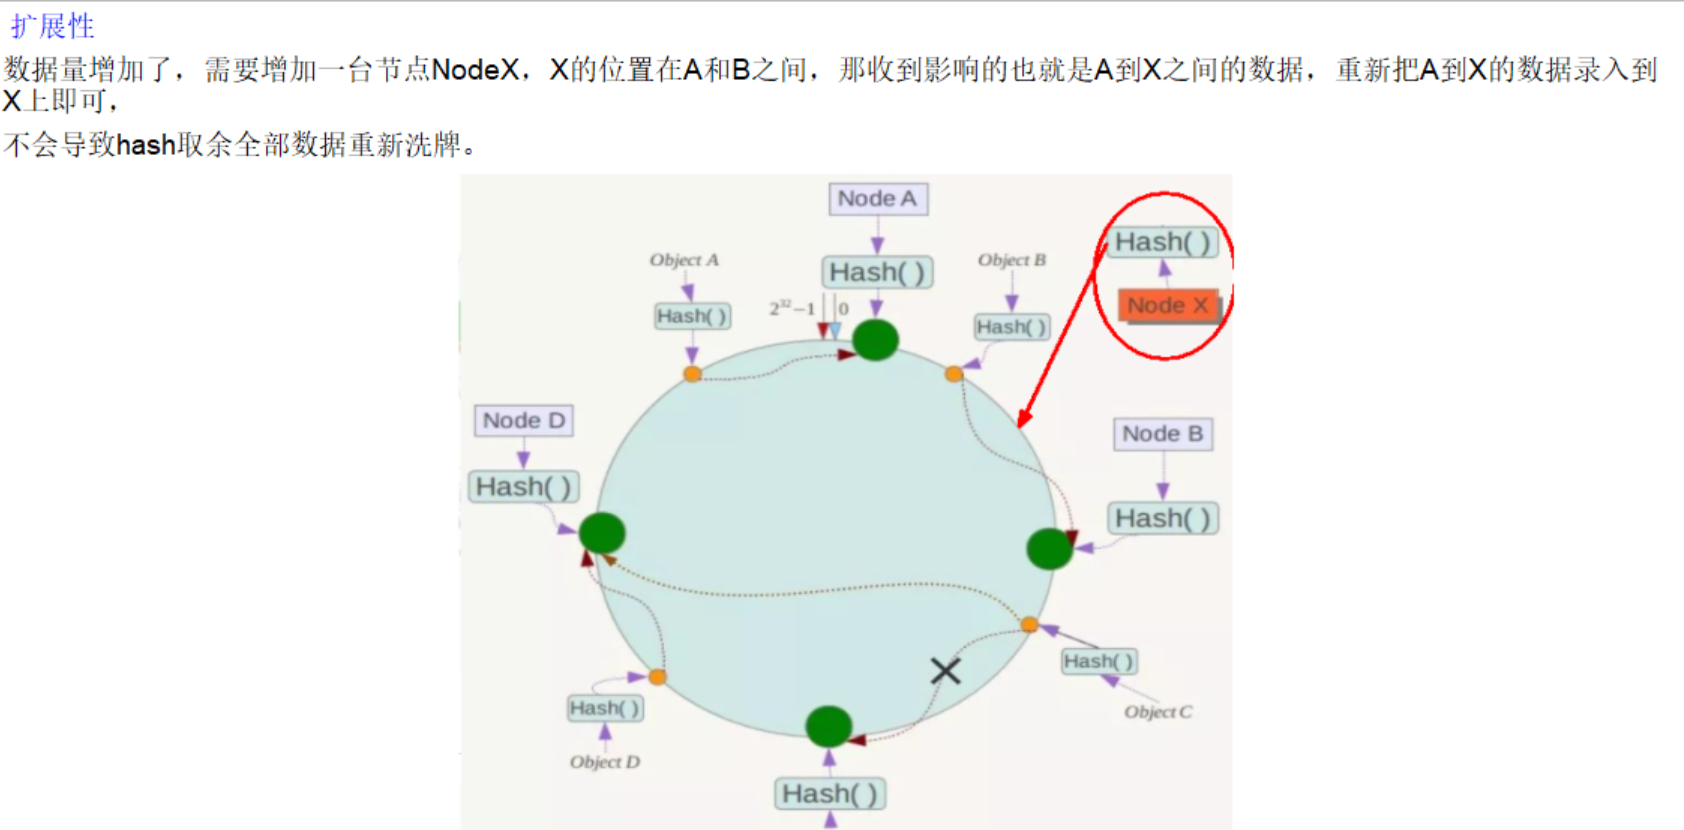 扩展性
数据量增加了，需要增加一台节点NodeX，X的位置在A和B之间，那收到影响的也就是A到X之间的数据，重新把A到X的数据录入到
X上即可，
不会导致hash取余全部数据重新洗牌。
Node A
Hash( )
Object A
Object B
Hash( )
Node X
Hash( )
2³²−1
0
Hash( )
Hash( )
Node D
Node B
Hash( )
Hash( )
Hash( )
Object C
Hash( )
Object D
Hash( )